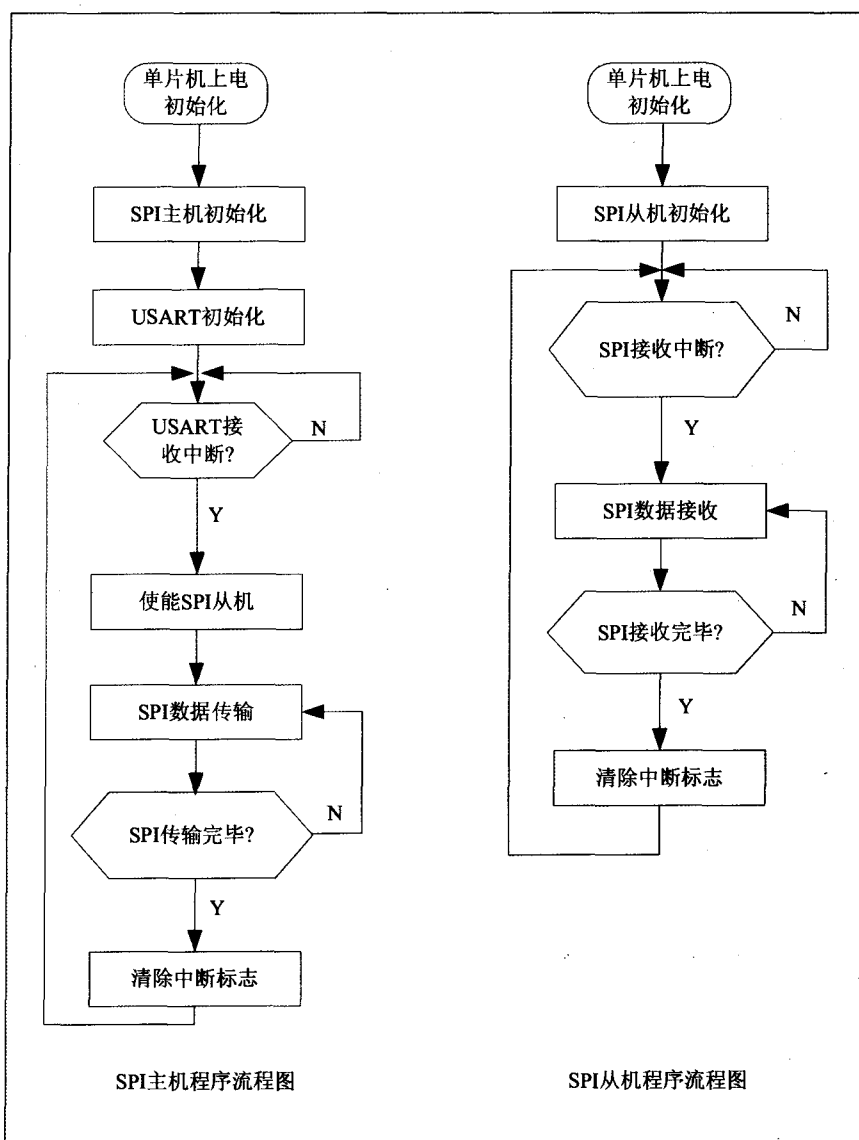 单片机上电
初始化
SPI主机初始化
USART初始化
USART接
收中断?
N
Y
使能SPI从机
SPI数据传输
SPI传输完毕?
N
Y
清除中断标志
SPI主机程序流程图
单片机上电
初始化
SPI从机初始化
SPI接收中断?
N
Y
SPI数据接收
SPI接收完毕?
N
Y
清除中断标志
SPI从机程序流程图